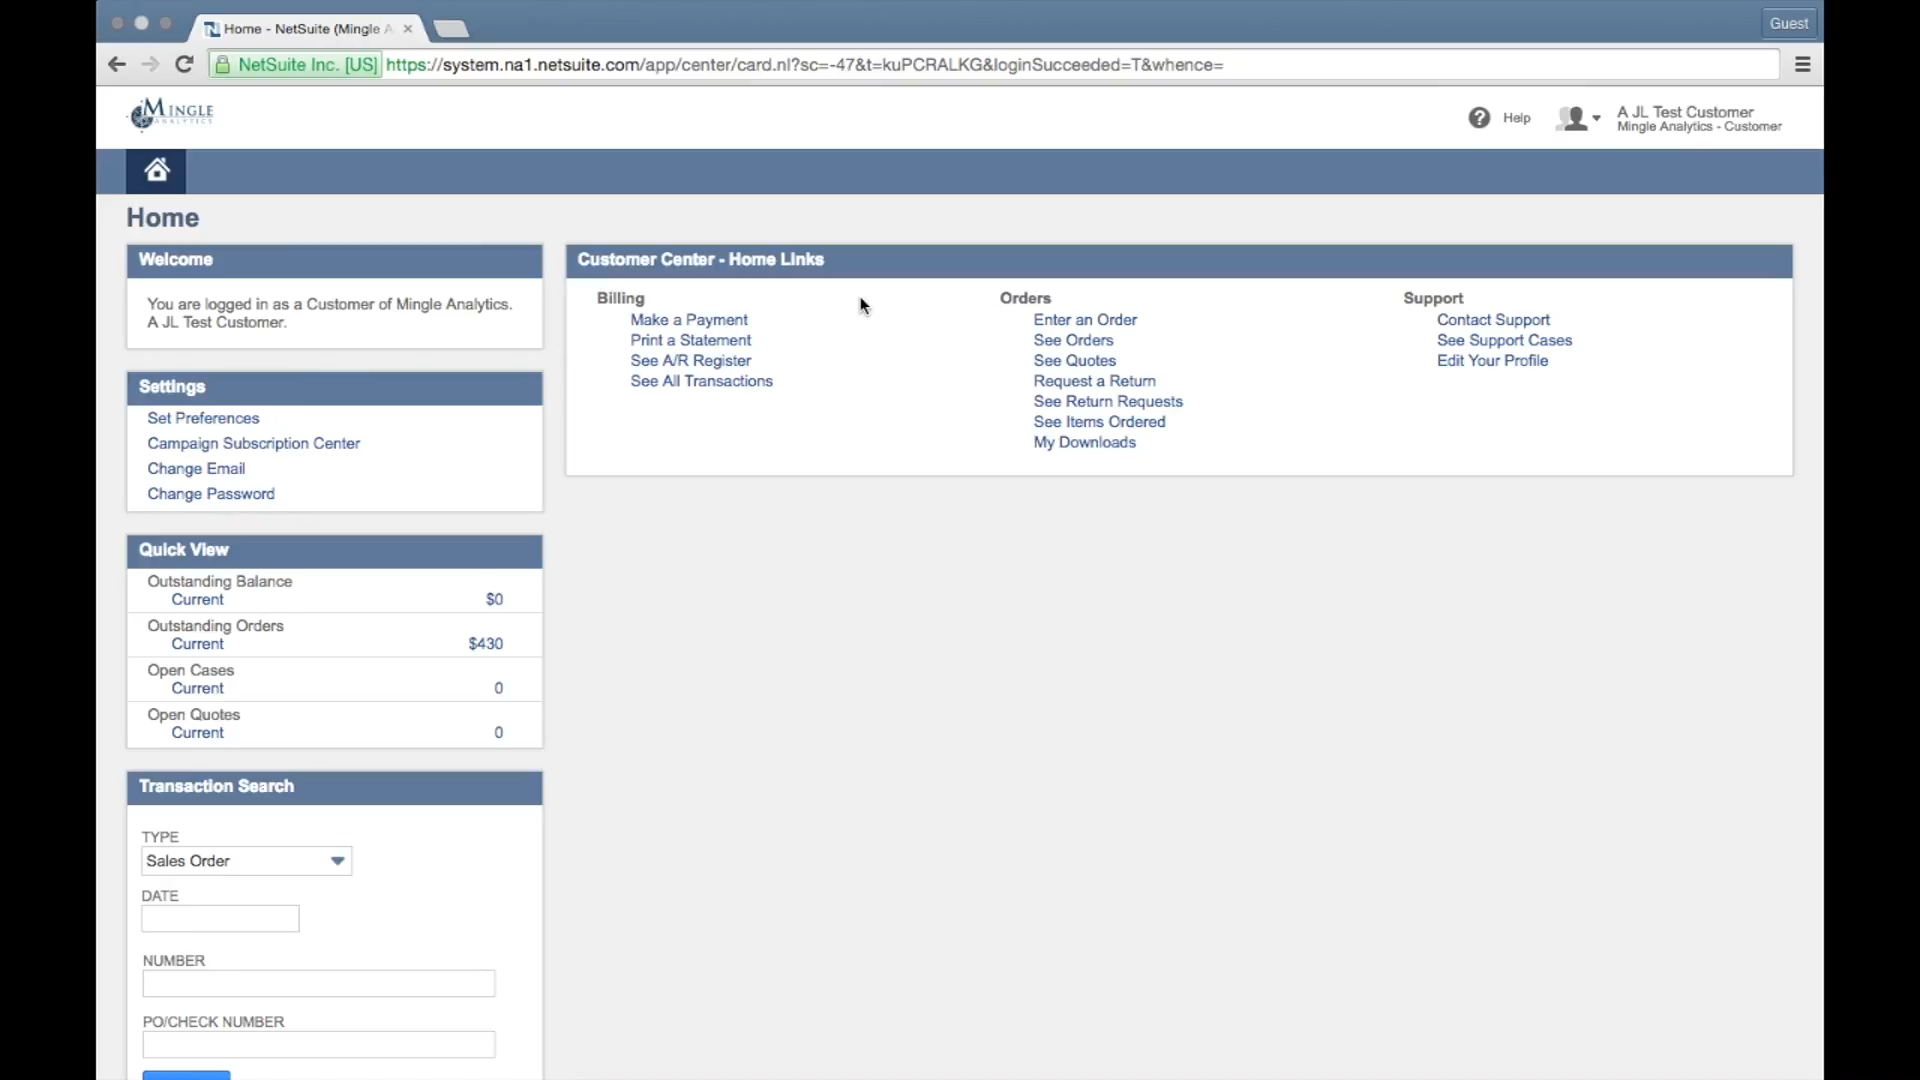 Home - NetSuite (Mingle A
Guest
NetSuite Inc. [US] https://system.na1.netsuite.com/app/center/card.nl?sc=-47&t=kuPCRALKG&loginSucceeded=T&whence=
MINGLE
ANALYTICS
Help
A JL Test Customer
Mingle Analytics - Customer
Home
Welcome
You are logged in as a Customer of Mingle Analytics.
A JL Test Customer.
Settings
Set Preferences
Campaign Subscription Center
Change Email
Change Password
Quick View
Outstanding Balance
Current $0
Outstanding Orders
Current $430
Open Cases
Current 0
Open Quotes
Current 0
Transaction Search
TYPE
Sales Order
DATE
NUMBER
PO/CHECK NUMBER
Customer Center - Home Links
Billing
Make a Payment
Print a Statement
See A/R Register
See All Transactions
Orders
Enter an Order
See Orders
See Quotes
Request a Return
See Return Requests
See Items Ordered
My Downloads
Support
Contact Support
See Support Cases
Edit Your Profile